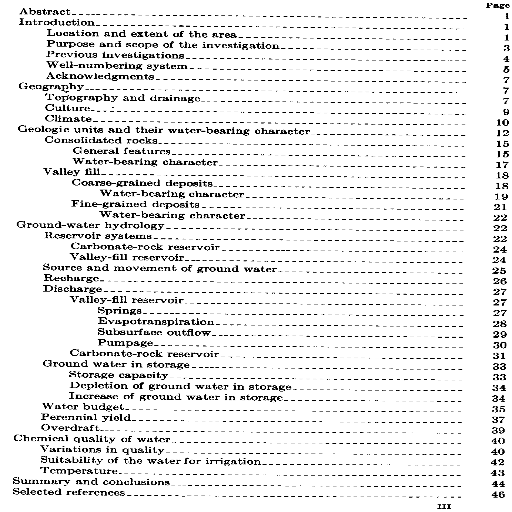 Page
Abstract 1
Introduction 1
Location and extent of the area 1
Purpose and scope of the investigation 3
Previous investigations 4
Well-numbering system 5
Acknowledgments 7
Geography 7
Topography and drainage 7
Culture 9
Climate 10
Geologic units and their water-bearing character 12
Consolidated rocks 15
General features 15
Water-bearing character 17
Valley fill 18
Coarse-grained deposits 18
Water-bearing character 19
Fine-grained deposits 21
Water-bearing character 22
Ground-water hydrology 22
Reservoir systems 22
Carbonate-rock reservoir 24
Valley-fill reservoir 24
Source and movement of ground water 25
Recharge 26
Discharge 27
Valley-fill reservoir 27
Springs 27
Evapotranspiration 28
Subsurface outflow 29
Pumpage 30
Carbonate-rock reservoir 31
Ground water in storage 33
Storage capacity 33
Depletion of ground water in storage 34
Increase of ground water in storage 34
Water budget 35
Perennial yield 37
Overdraft 39
Chemical quality of water 40
Variations in quality 40
Suitability of the water for irrigation 42
Temperature 43
Summary and conclusions 44
Selected references 46
III